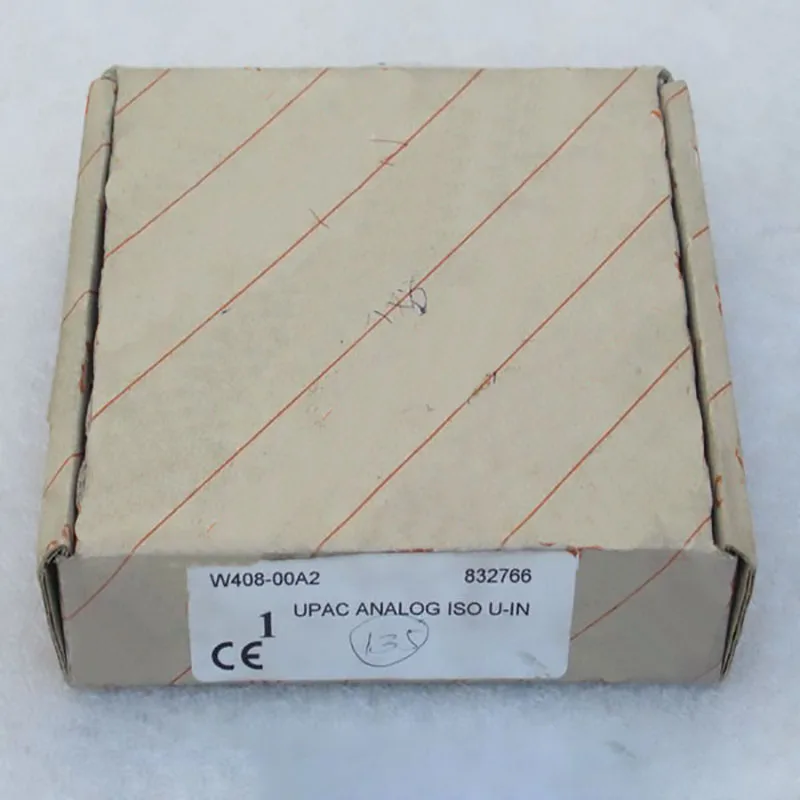 W408-00A2 832766
1 UPAC ANALOG ISO U-IN
CE 135